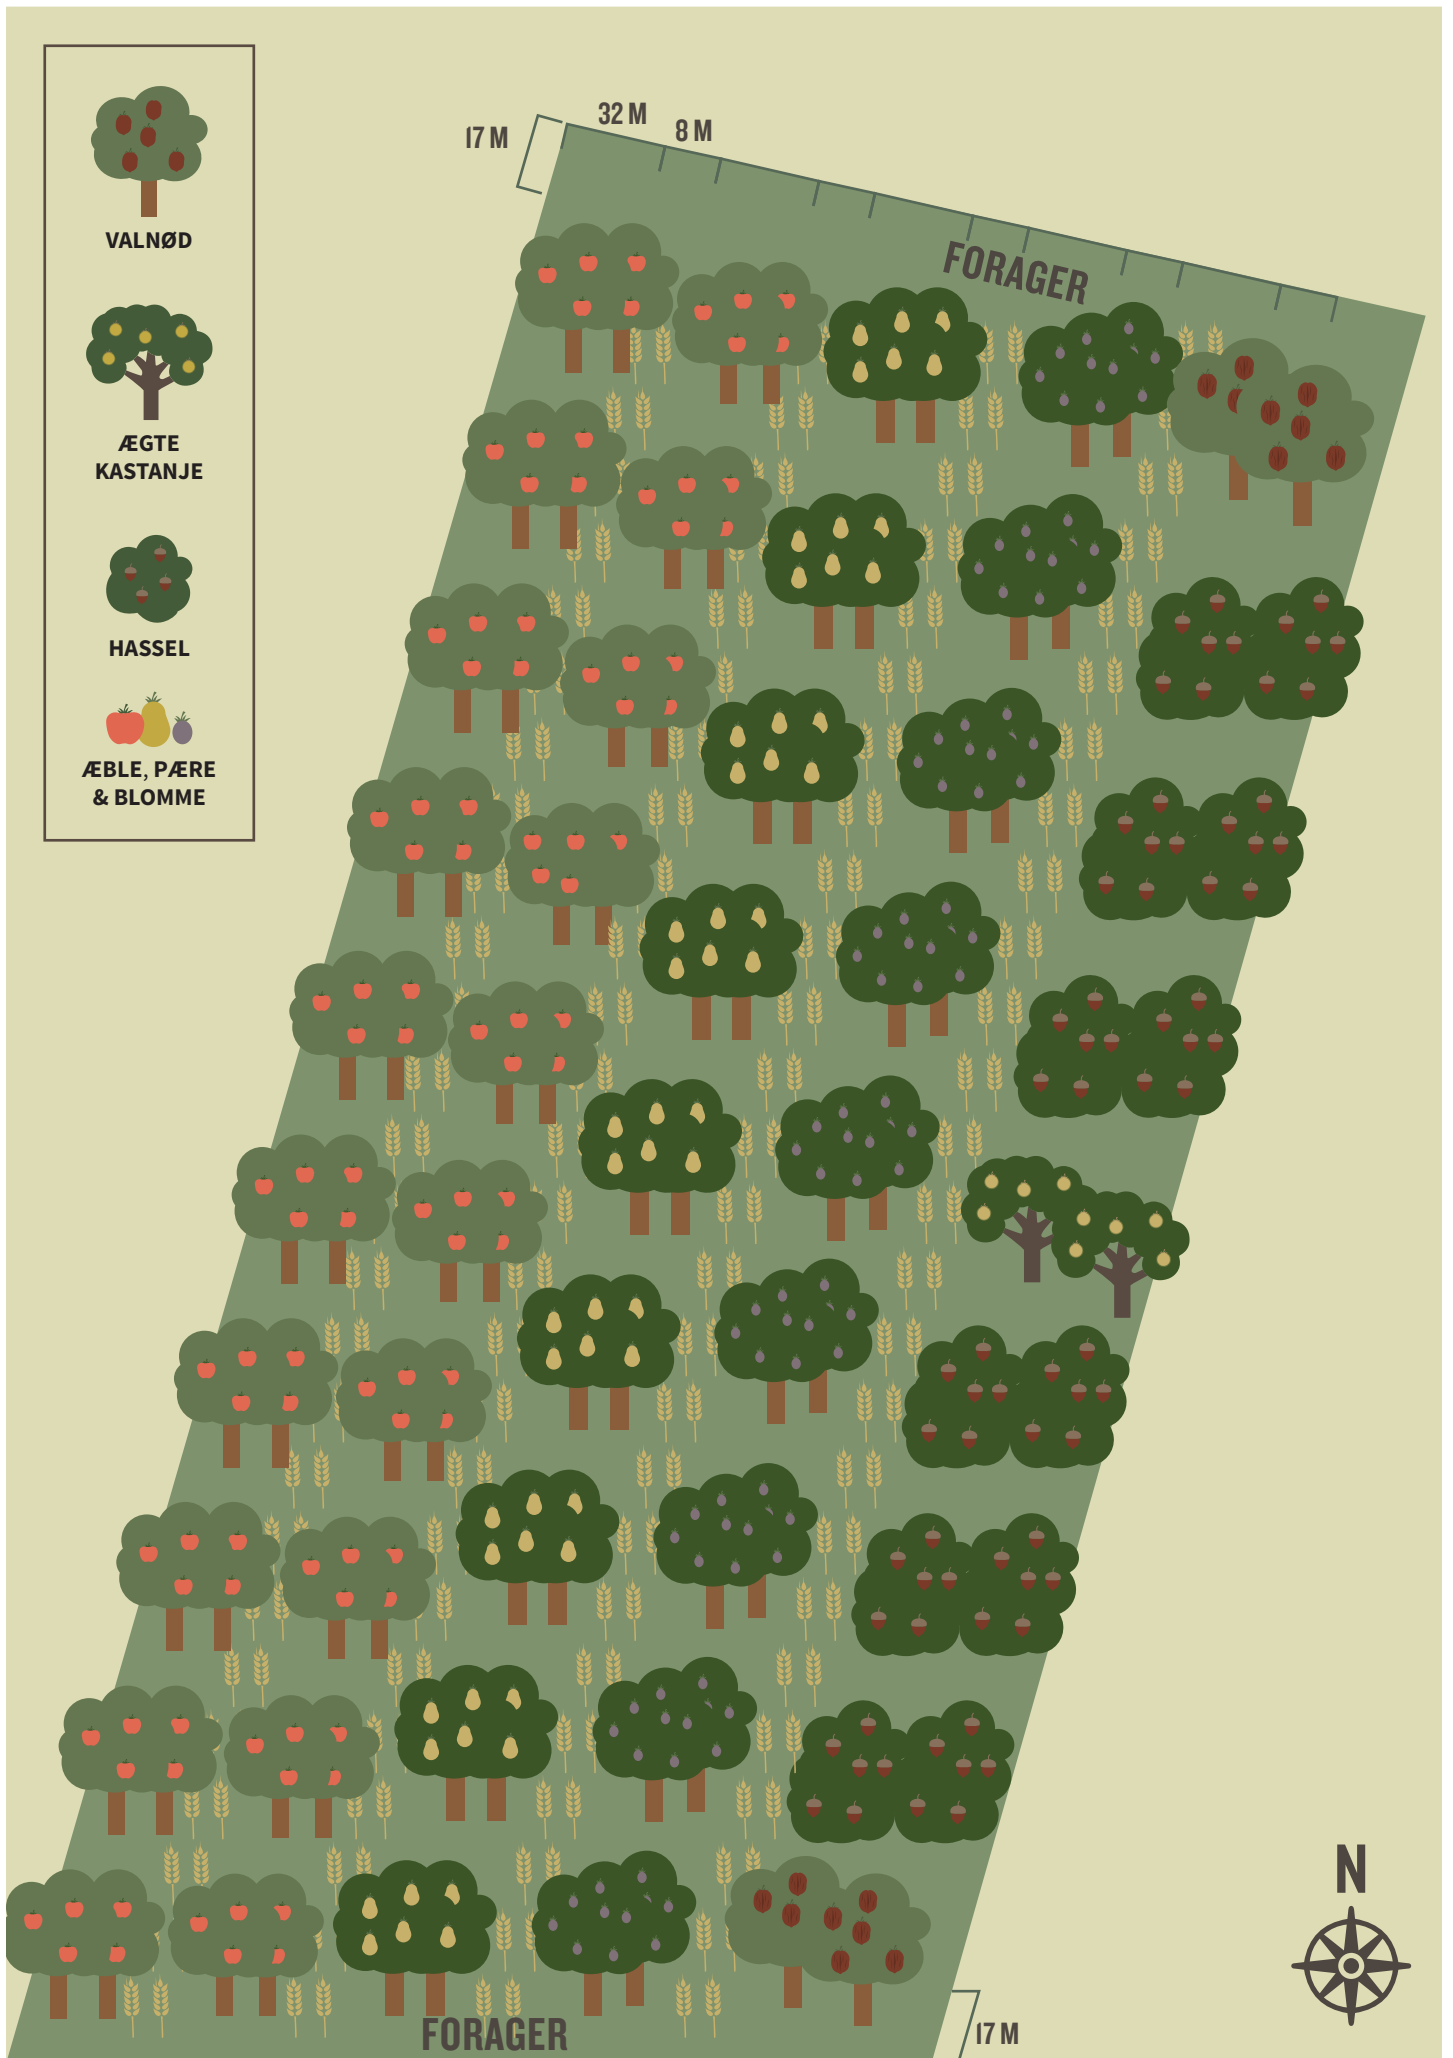 VALNØD
ÆGTE
KASTANJE
HASSEL
ÆBLE, PÆRE
& BLOMME
17 M
32 M
8 M
FORAGER
FORAGER
17 M
N